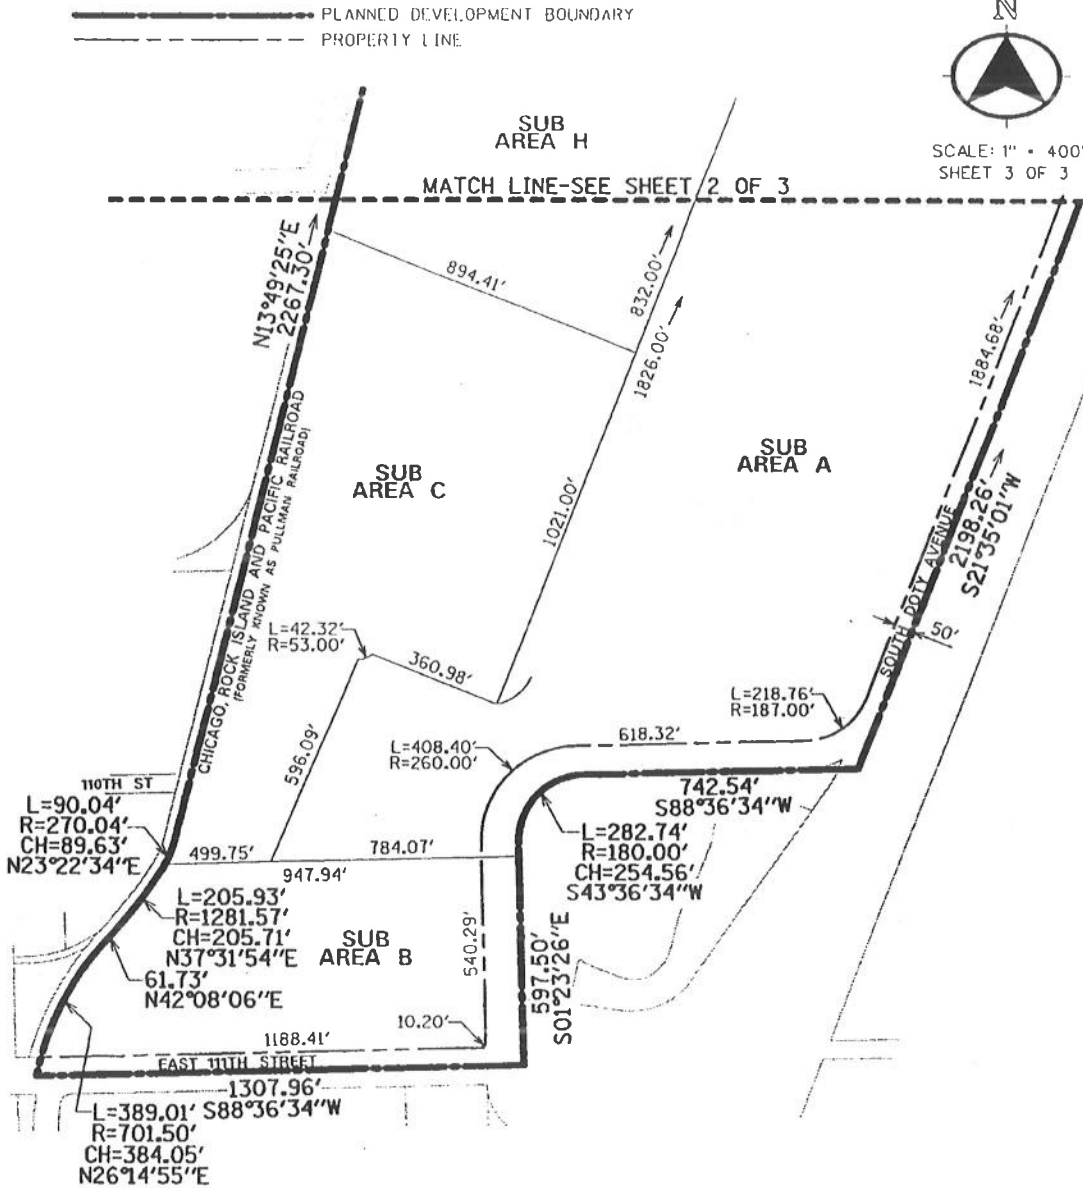 PLANNED DEVELOPMENT BOUNDARY
PROPERTY LINE
N
SCALE: 1" = 400'
SHEET 3 OF 3
SUB
AREA H
MATCH LINE-SEE SHEET 2 OF 3
N13°49'25"E
2267.30'
894.41'
832.00'
1826.00'
1884.68'
SUB
AREA A
SUB
AREA C
1021.00'
CHICAGO, ROCK ISLAND AND PACIFIC RAILROAD
(FORMERLY KNOWN AS PULLMAN RAILROAD)
2198.26'
S21°35'01"W
SOUTH DOTY AVENUE
50'
L=42.32'
R=53.00'
360.98'
L=218.76'
R=187.00'
596.09'
L=408.40'
R=260.00'
618.32'
742.54'
S88°36'34"W
110TH ST
L=90.04'
R=270.04'
CH=89.63'
N23°22'34"E
499.75'
784.07'
947.94'
L=282.74'
R=180.00'
CH=254.56'
S43°36'34"W
L=205.93'
R=1281.57'
CH=205.71'
N37°31'54"E
SUB
AREA B
61.73'
N42°08'06"E
540.29'
597.50'
S01°23'26"E
10.20'
1188.41'
EAST 111TH STREET
1307.96'
S88°36'34"W
L=389.01'
R=701.50'
CH=384.05'
N26°14'55"E